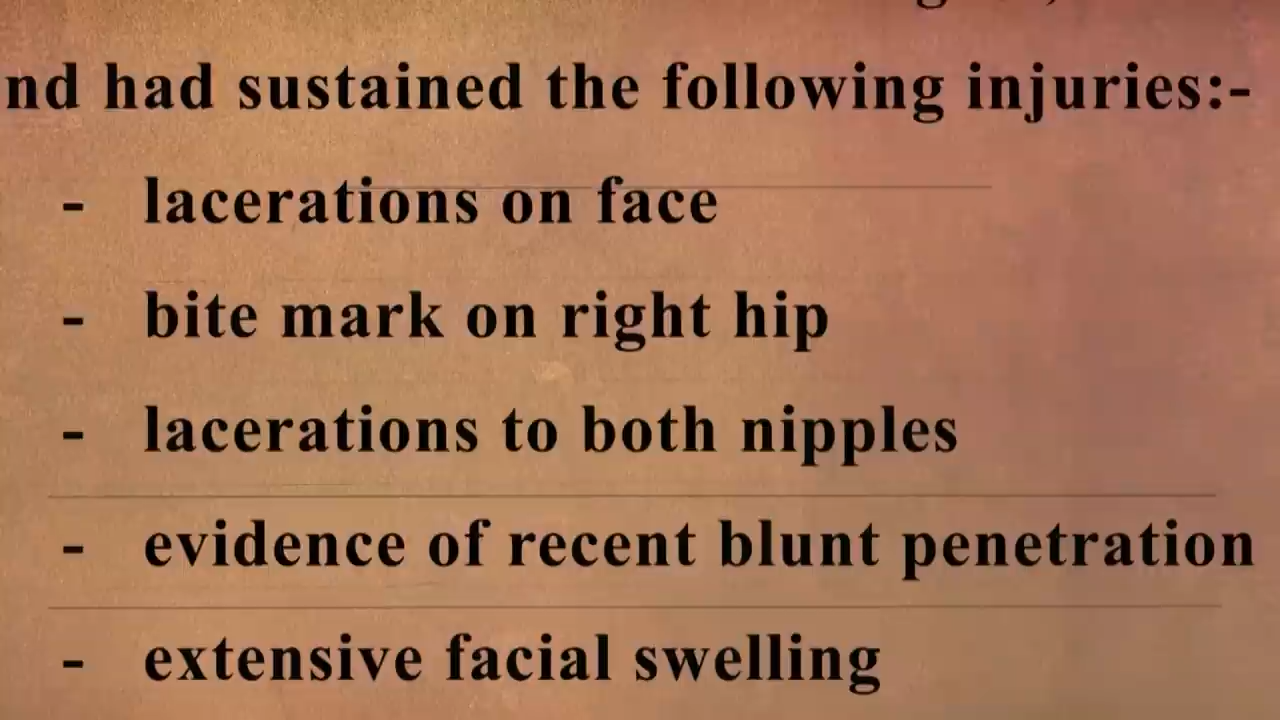 nd had sustained the following injuries:-
- lacerations on face
- bite mark on right hip
- lacerations to both nipples
- evidence of recent blunt penetration
- extensive facial swelling